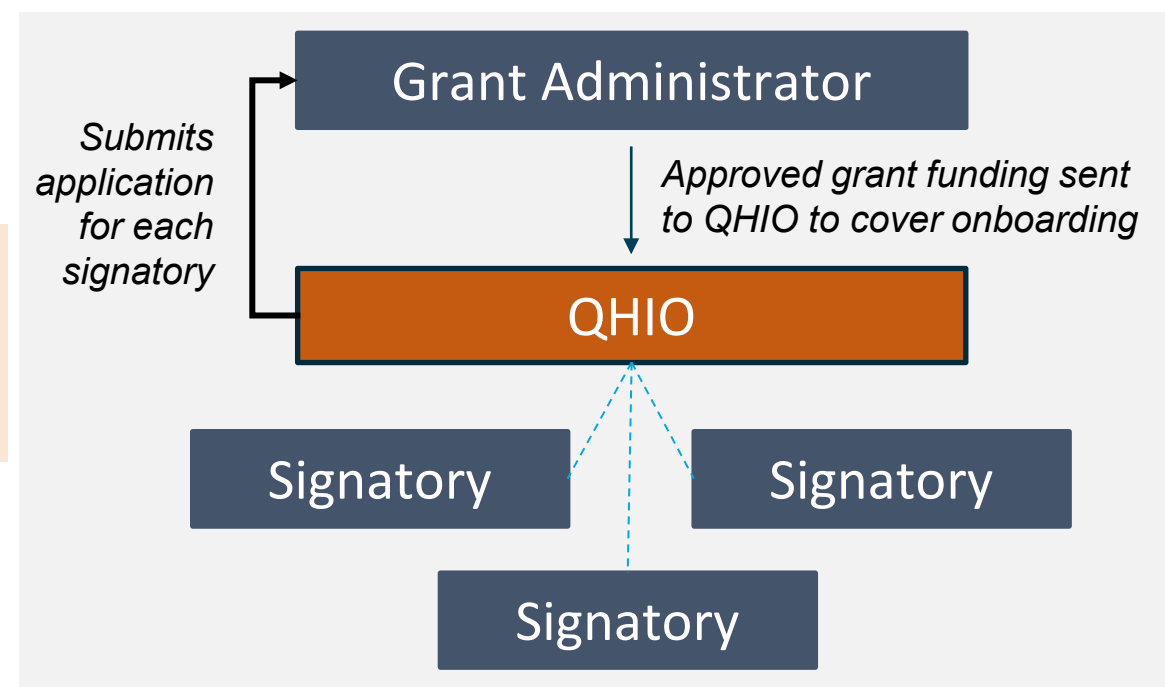 Grant Administrator
Submits
application
for each
signatory
Approved grant funding sent
to QHIO to cover onboarding
QHIO
Signatory
Signatory
Signatory